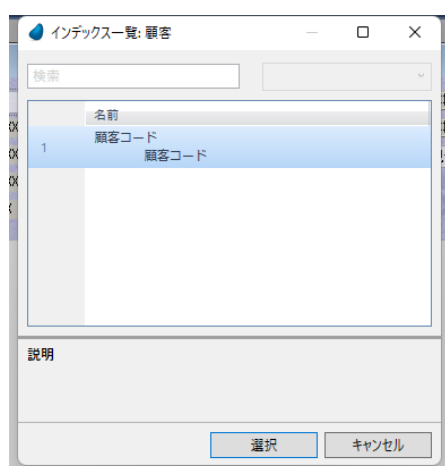 インデックス一覧: 顧客
検索
名前
1
顧客コード
顧客コード
説明
選択
キャンセル